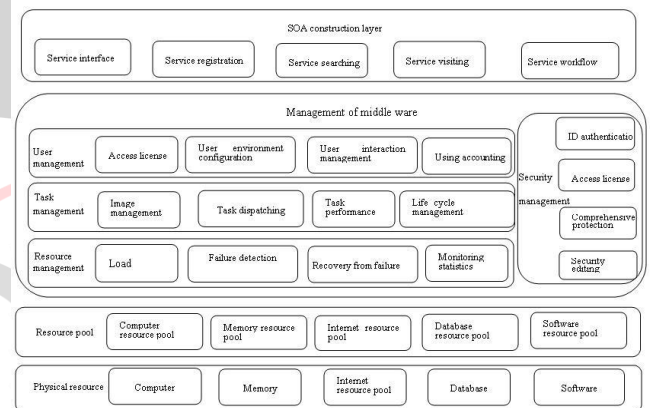 SOA construction layer
Service interface
Service registration
Service searching
Service visiting
Service workflow
Management of middle ware
User
management
Access license
User environment
configuration
User interaction
management
Using accounting
Task
management
Image
management
Task dispatching
Task
performance
Life cycle
management
Resource
management
Load
Failure detection
Recovery from failure
Monitoring
statistics
Security
management
ID authenticatio
Access license
Comprehensive
protection
Security
editing
Resource pool
Computer
resource pool
Memory resource
pool
Internet resource
pool
Database
resource pool
Software
resource pool
Physical resource
Computer
Memory
Internet
resource pool
Database
Software